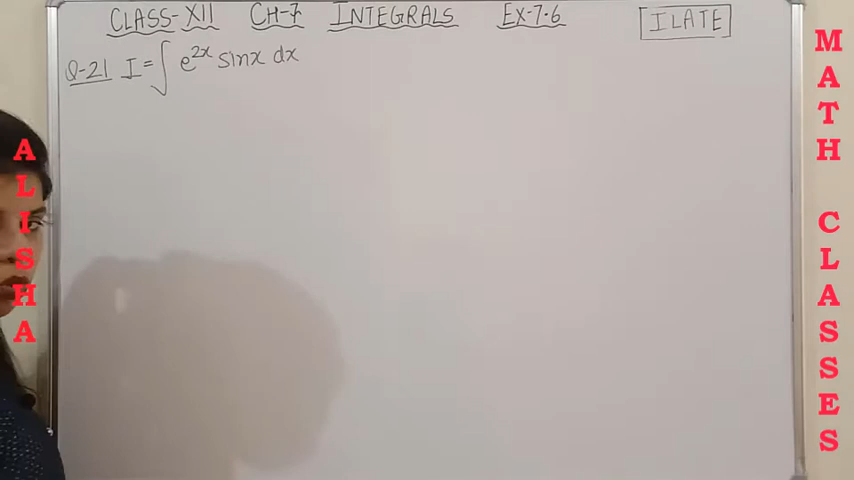 CLASS-XII CH-7 INTEGRALS EX-7.6 ILATE
Q-21 I = ∫ e^{2x} sinx dx
ALISHA
MATH CLASSES